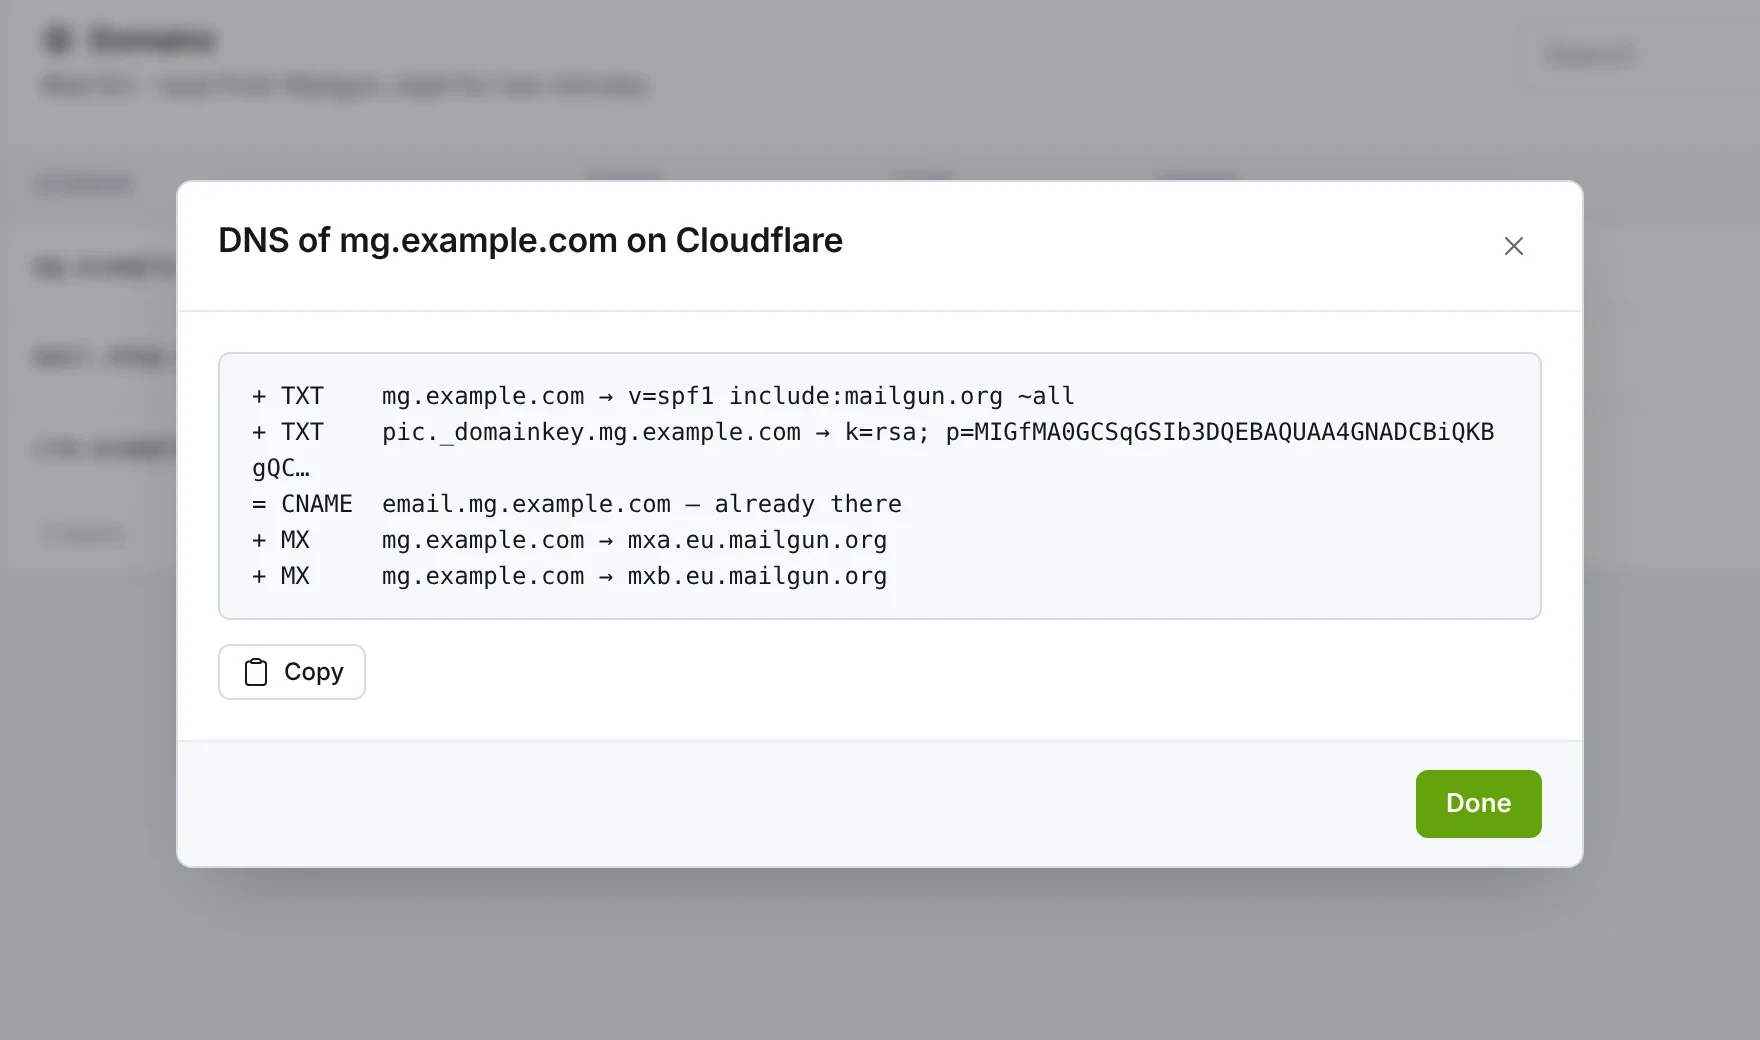 Domains
DNS of mg.example.com on Cloudflare
+ TXT    mg.example.com → v=spf1 include:mailgun.org ~all
+ TXT    pic._domainkey.mg.example.com → k=rsa; p=MIGfMA0GCSqGSIb3DQEBAQUAA4GNADCBiQKB
gQC…
= CNAME  email.mg.example.com — already there
+ MX     mg.example.com → mxa.eu.mailgun.org
+ MX     mg.example.com → mxb.eu.mailgun.org
Copy
Done